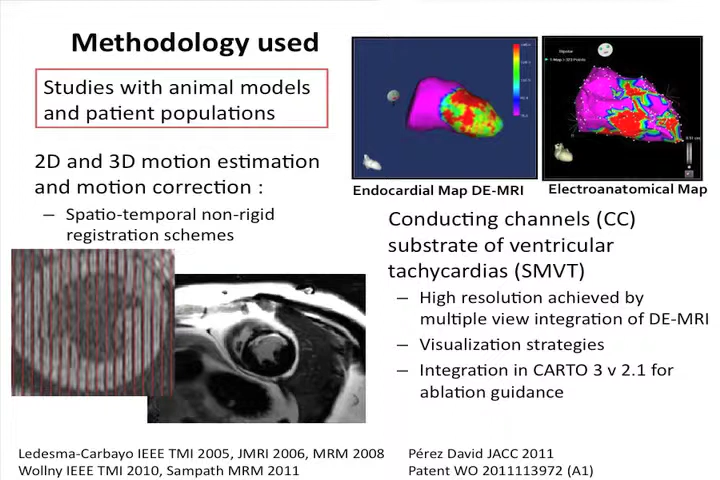 Methodology used
Studies with animal models
and patient populations
2D and 3D motion estimation
and motion correction :
– Spatio-temporal non-rigid
registration schemes
Endocardial Map DE-MRI
Electroanatomical Map
Conducting channels (CC)
substrate of ventricular
tachycardias (SMVT)
– High resolution achieved by
multiple view integration of DE-MRI
– Visualization strategies
– Integration in CARTO 3 v 2.1 for
ablation guidance
Ledesma-Carbayo IEEE TMI 2005, JMRI 2006, MRM 2008
Wollny IEEE TMI 2010, Sampath MRM 2011
Pérez David JACC 2011
Patent WO 2011113972 (A1)